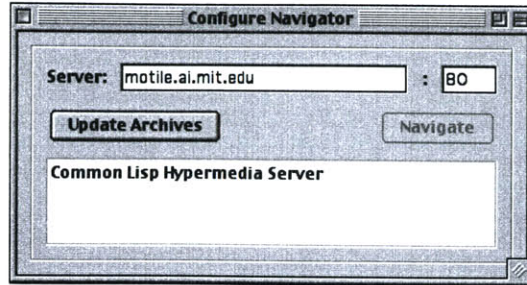 Configure Navigator
Server: motile.ai.mit.edu : 80
Update Archives Navigate
Common Lisp Hypermedia Server